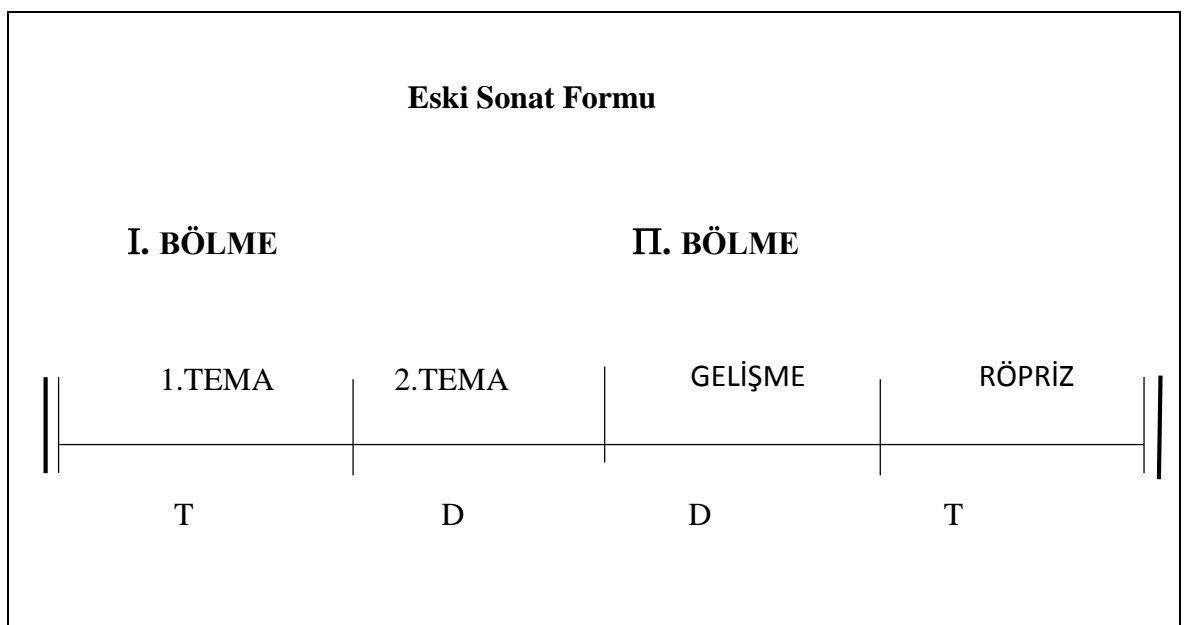 Eski Sonat Formu
I. BÖLME II. BÖLME
1.TEMA 2.TEMA GELİŞME RÖPRİZ
T D D T